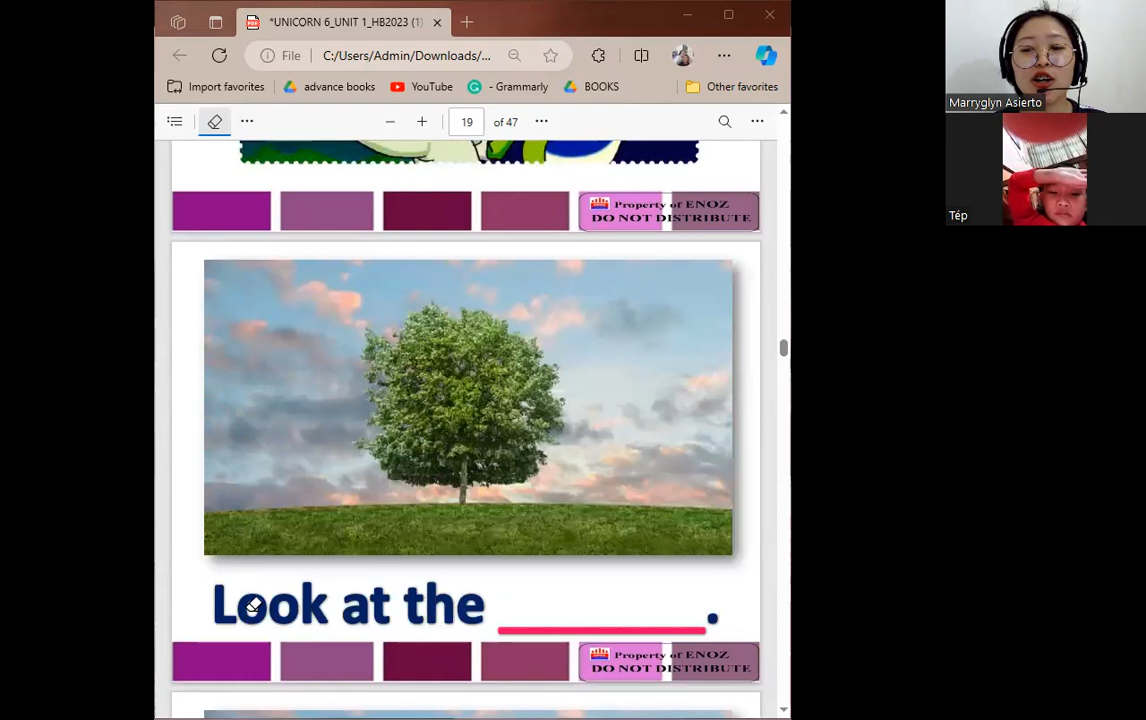 *UNICORN 6_UNIT 1_HB2023 (1)
File C:/Users/Admin/Downloads/...
Import favorites advance books YouTube - Grammarly BOOKS Other favorites
19 of 47
Property of ENOZ
DO NOT DISTRIBUTE
Look at the ________.
Property of ENOZ
DO NOT DISTRIBUTE
Marryglyn Asierto
Tép